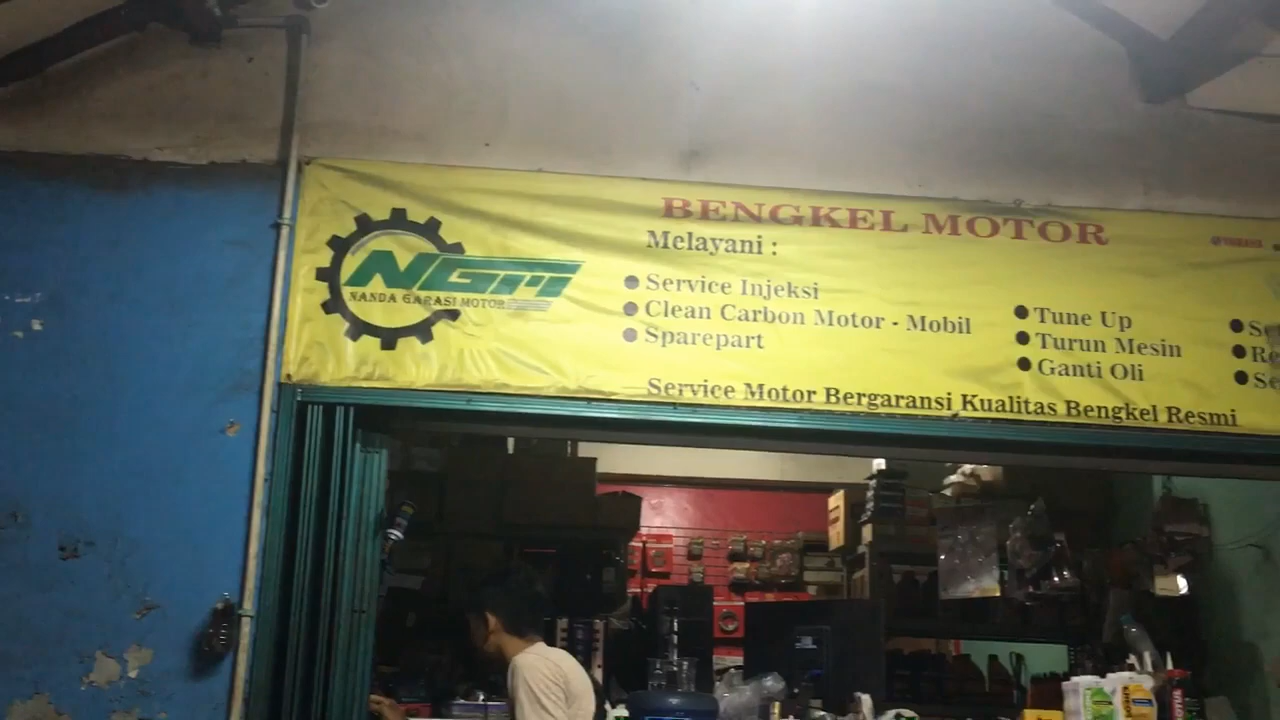 NGM
NANDA GARASI MOTOR
BENGKEL MOTOR
YAMAHA
Melayani :
Service Injeksi
Clean Carbon Motor - Mobil
Sparepart
Tune Up
Turun Mesin
Ganti Oli
Service Motor Bergaransi Kualitas Bengkel Resmi